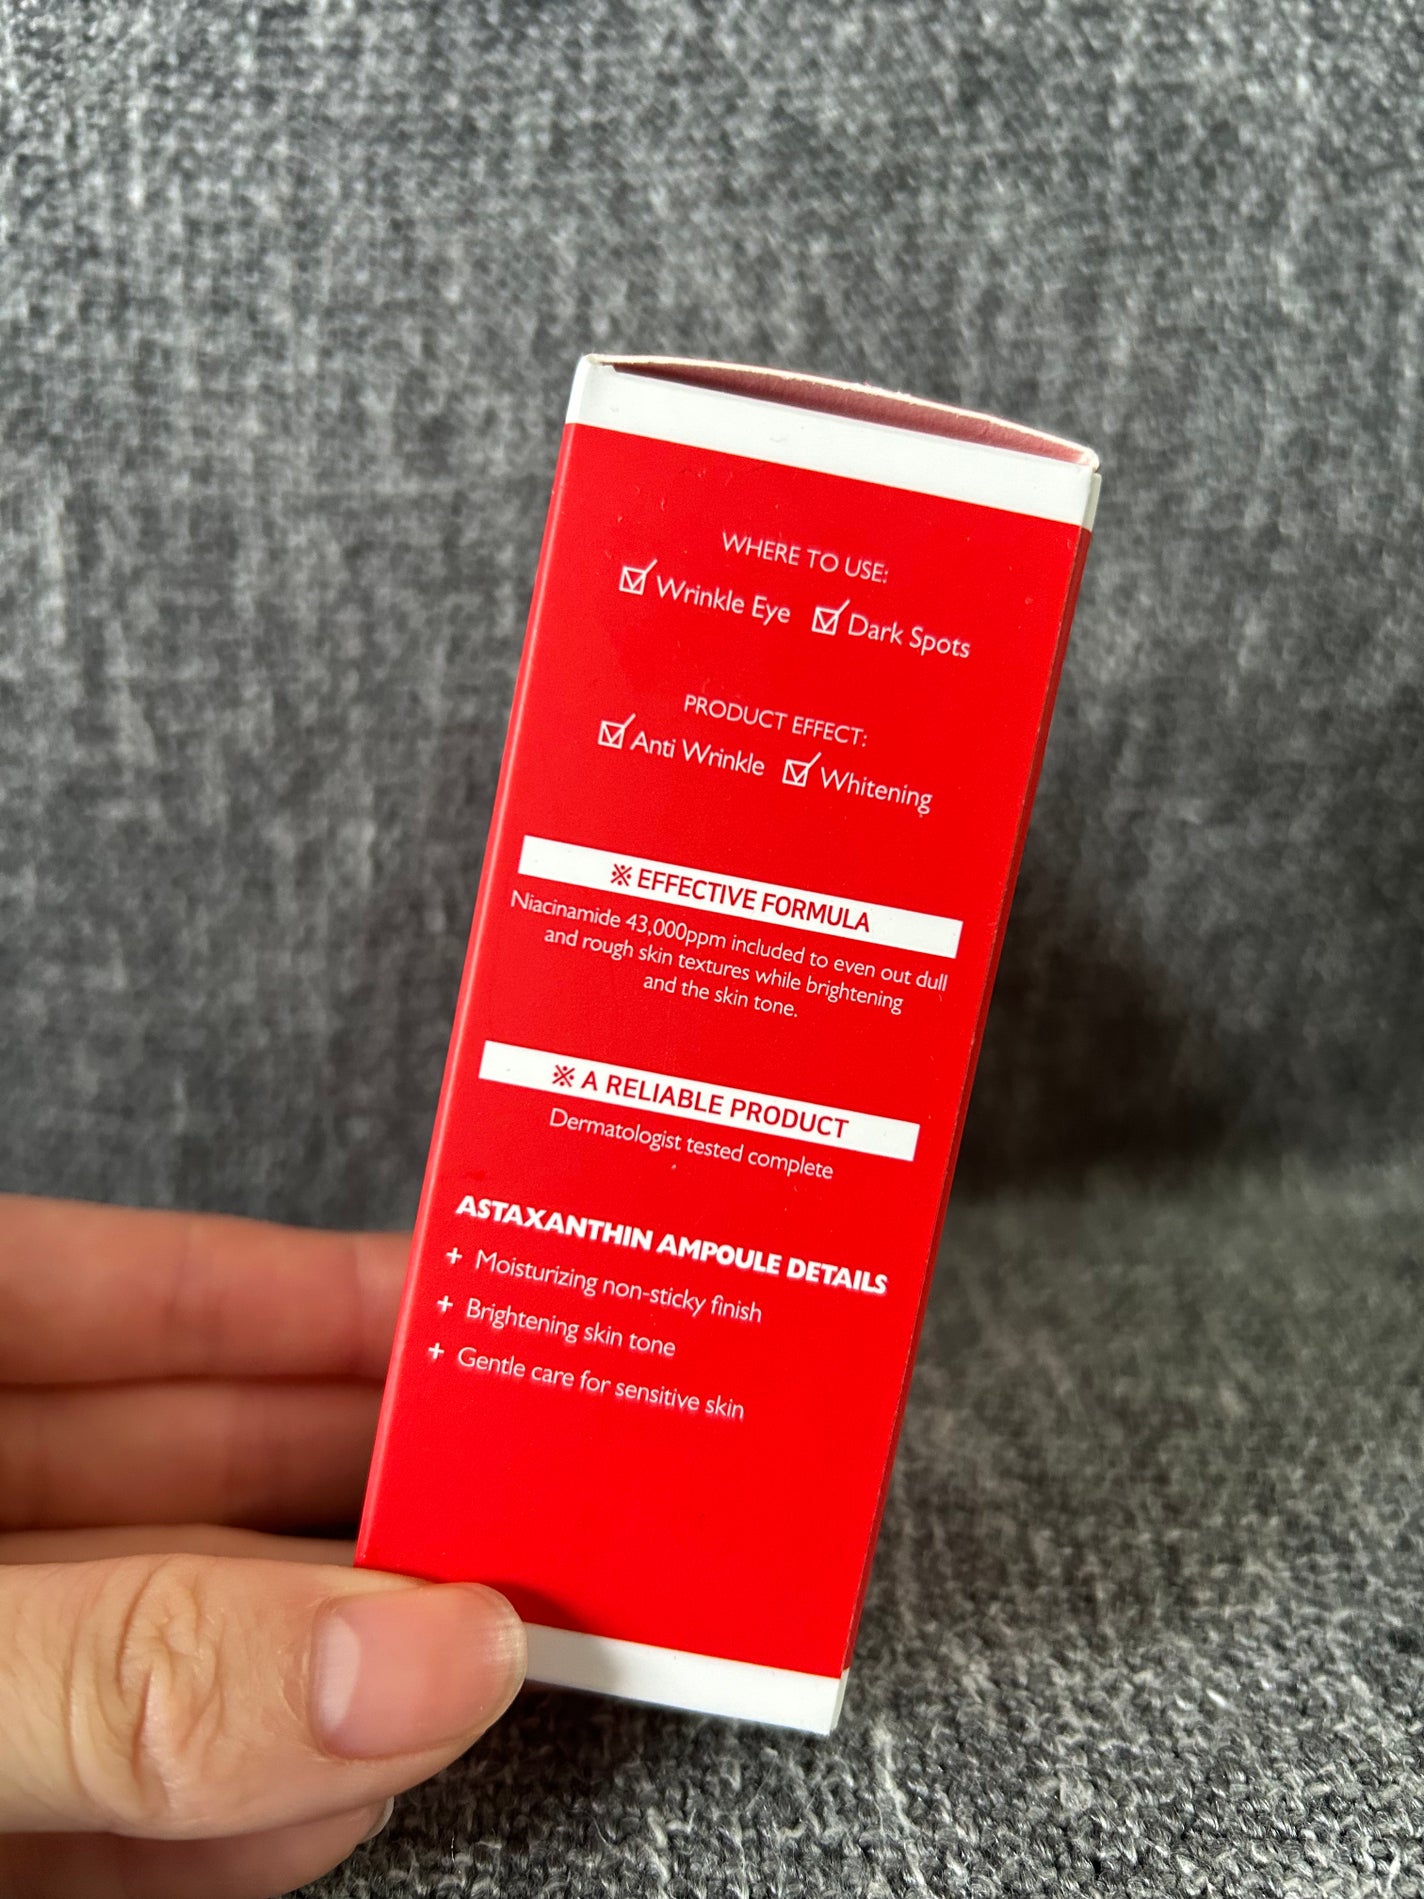 WHERE TO USE:
☑ Wrinkle Eye ☑ Dark Spots
PRODUCT EFFECT:
☑ Anti Wrinkle ☑ Whitening
※ EFFECTIVE FORMULA
Niacinamide 43,000ppm included to even out dull
and rough skin textures while brightening
and the skin tone.
※ A RELIABLE PRODUCT
Dermatologist tested complete
ASTAXANTHIN AMPOULE DETAILS
+ Moisturizing non-sticky finish
+ Brightening skin tone
+ Gentle care for sensitive skin